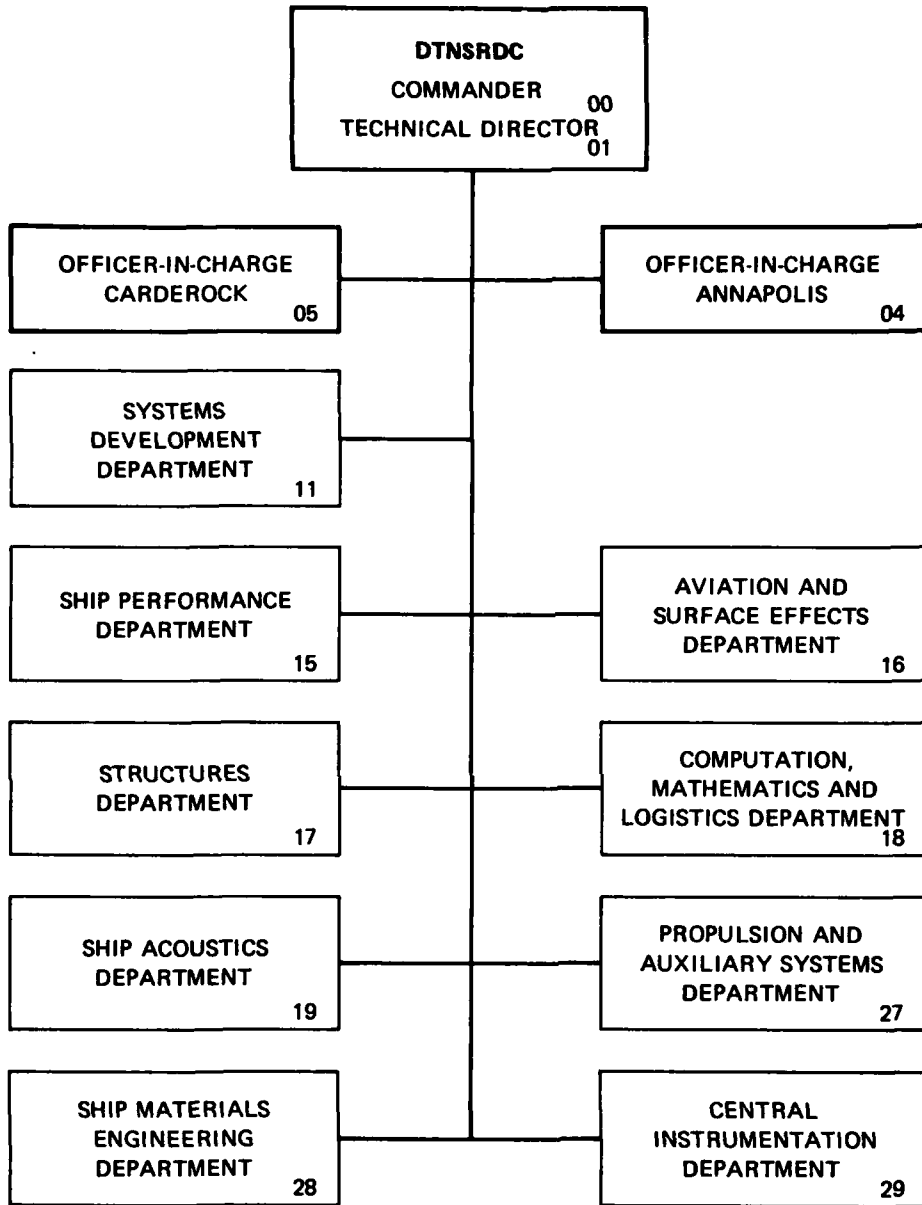 DTNSRDC
COMMANDER
00
TECHNICAL DIRECTOR
01
OFFICER-IN-CHARGE
CARDEROCK
05
OFFICER-IN-CHARGE
ANNAPOLIS
04
SYSTEMS
DEVELOPMENT
DEPARTMENT
11
SHIP PERFORMANCE
DEPARTMENT
15
AVIATION AND
SURFACE EFFECTS
DEPARTMENT
16
STRUCTURES
DEPARTMENT
17
COMPUTATION,
MATHEMATICS AND
LOGISTICS DEPARTMENT
18
SHIP ACOUSTICS
DEPARTMENT
19
PROPULSION AND
AUXILIARY SYSTEMS
DEPARTMENT
27
SHIP MATERIALS
ENGINEERING
DEPARTMENT
28
CENTRAL
INSTRUMENTATION
DEPARTMENT
29